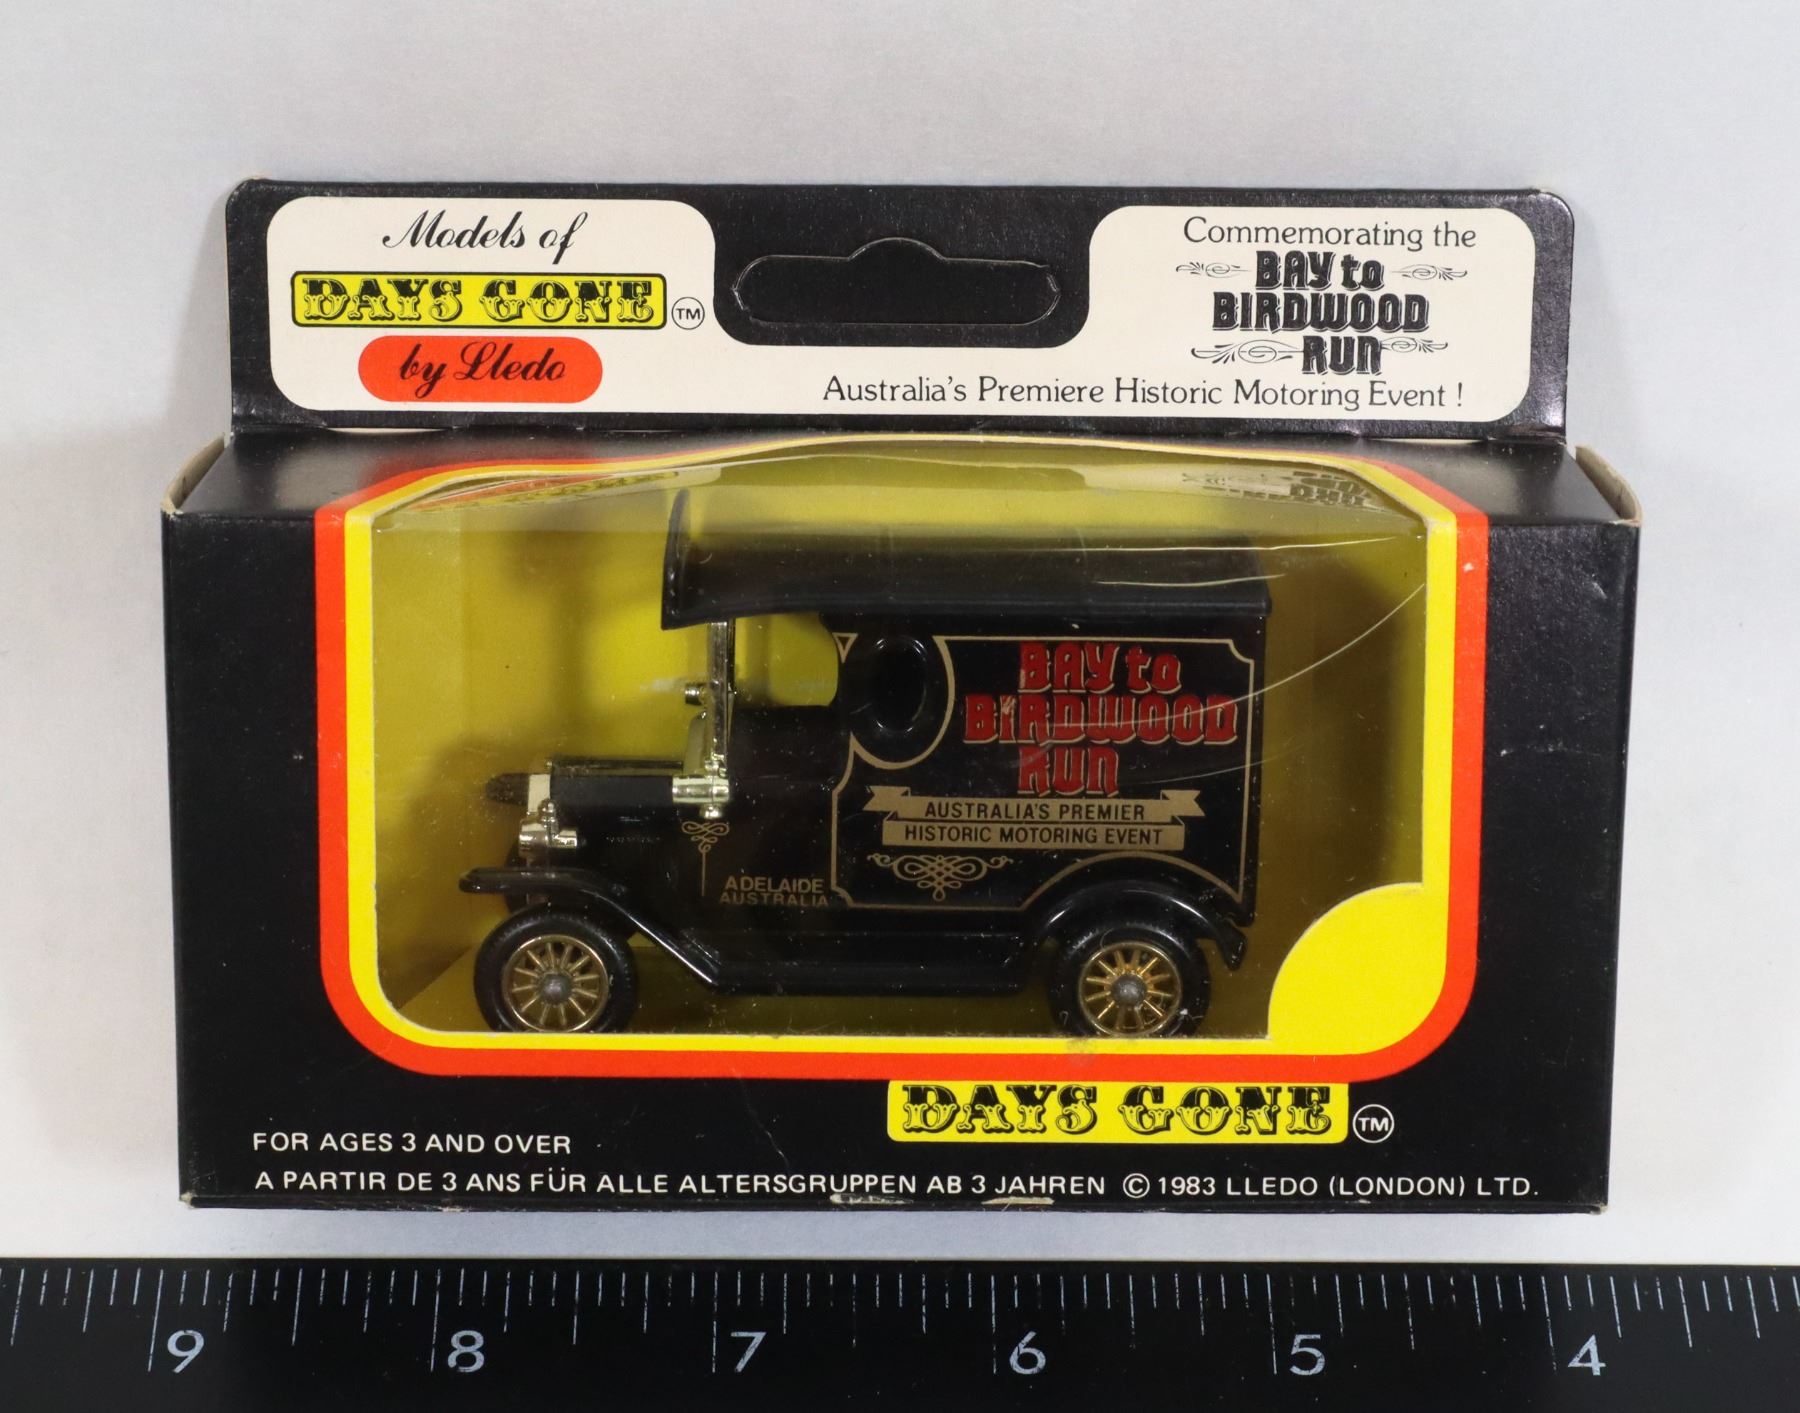 Models of
DAYS GONE TM
by Lledo
Commemorating the
BAY to
BIRDWOOD
RUN
Australia's Premiere Historic Motoring Event !
BAY to
BIRDWOOD
RUN
AUSTRALIA'S PREMIER
HISTORIC MOTORING EVENT
ADELAIDE
AUSTRALIA
DAYS GONE TM
FOR AGES 3 AND OVER
A PARTIR DE 3 ANS FÜR ALLE ALTERSGRUPPEN AB 3 JAHREN © 1983 LLEDO (LONDON) LTD.
9 8 7 6 5 4